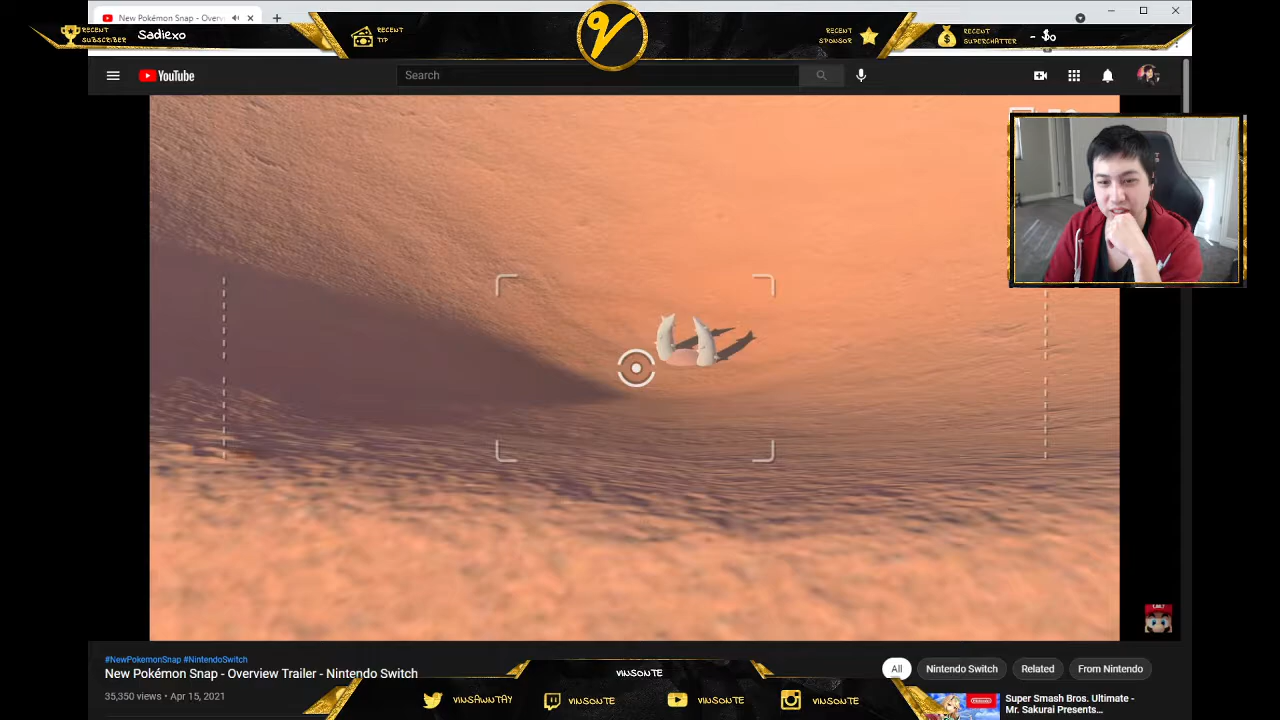 New Pokémon Snap - Overv
RECENT SUBSCRIBER
Sadiexo
RECENT TIP
RECENT SPONSOR
RECENT SUPERCHATTER
- $0
YouTube
Search
#NewPokemonSnap #NintendoSwitch
New Pokémon Snap - Overview Trailer - Nintendo Switch
35,350 views • Apr 15, 2021
All
Nintendo Switch
Related
From Nintendo
VINSONTE
VINSAWNTAY
VINSONTE
VINSONTE
VINSONTE
Super Smash Bros. Ultimate -
Mr. Sakurai Presents...